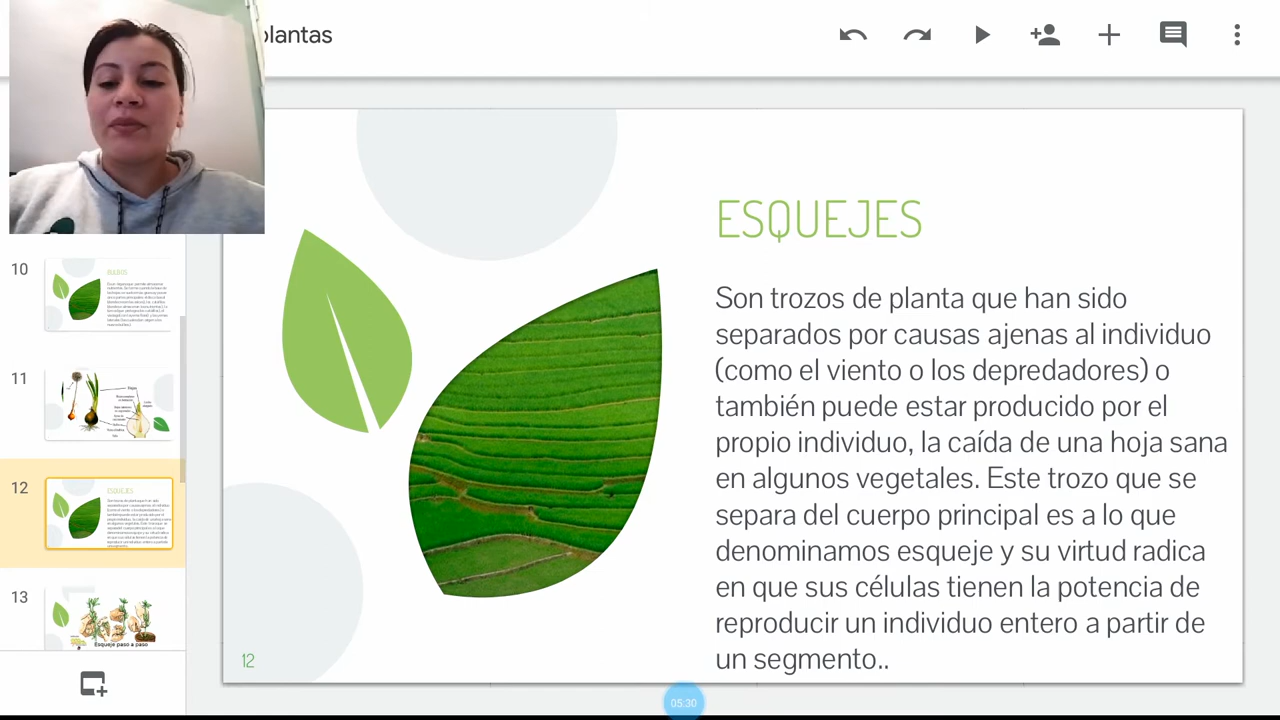 plantas
ESQUEJES
Son trozos de planta que han sido
separados por causas ajenas al individuo
(como el viento o los depredadores) o
también puede estar producido por el
propio individuo, la caída de una hoja sana
en algunos vegetales. Este trozo que se
separa del cuerpo principal es a lo que
denominamos esqueje y su virtud radica
en que sus células tienen la potencia de
reproducir un individuo entero a partir de
un segmento..
12
10
11
12
ESQUEJES
13
Esqueje paso a paso
05:30